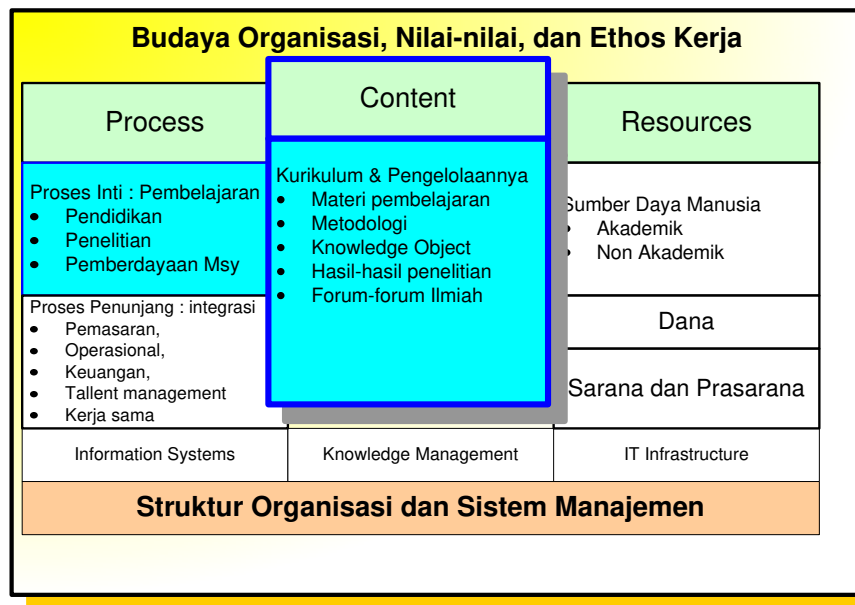 Budaya Organisasi, Nilai-nilai, dan Ethos Kerja
Process
Proses Inti : Pembelajaran
• Pendidikan
• Penelitian
• Pemberdayaan Msy
Proses Penunjang : integrasi
• Pemasaran,
• Operasional,
• Keuangan,
• Tallent management
• Kerja sama
Content
Kurikulum & Pengelolaannya
• Materi pembelajaran
• Metodologi
• Knowledge Object
• Hasil-hasil penelitian
• Forum-forum Ilmiah
Resources
Sumber Daya Manusia
• Akademik
• Non Akademik
Dana
Sarana dan Prasarana
Information Systems
Knowledge Management
IT Infrastructure
Struktur Organisasi dan Sistem Manajemen